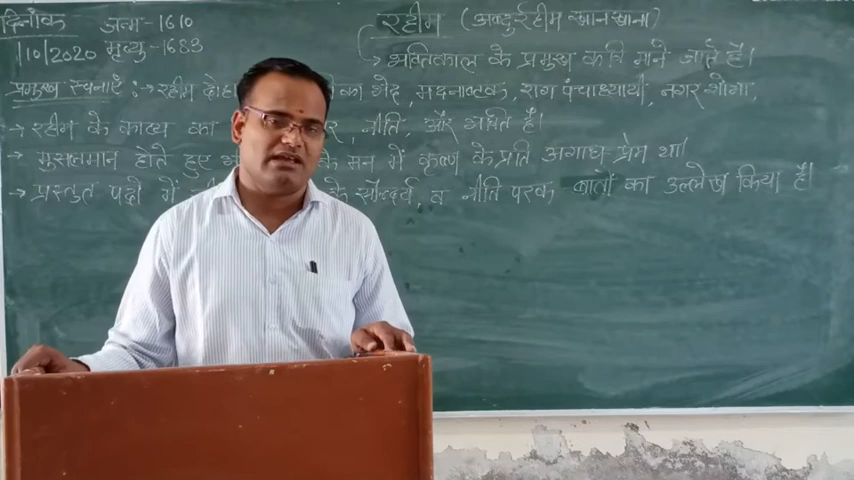 दिनांक जन्म-1610 रहीम (अब्दुर्रहीम खानखाना)
/10/2020 मृत्यु-1683 → भक्तिकाल के प्रमुख कवि माने जाते हैं।
प्रमुख रचनाएँ :→ रहीम का भेद, मदनाष्टक, राग पंचाध्यायी, नगर शोभा,
→ रहीम के काव्य का नीति, और भक्ति है।
→ मुसलमान होते हुए के मन में कृष्ण के प्रति अगाध प्रेम था।
→ प्रस्तुत पदों में के सौन्दर्य, व नीति परक बातों का उल्लेख किया है।